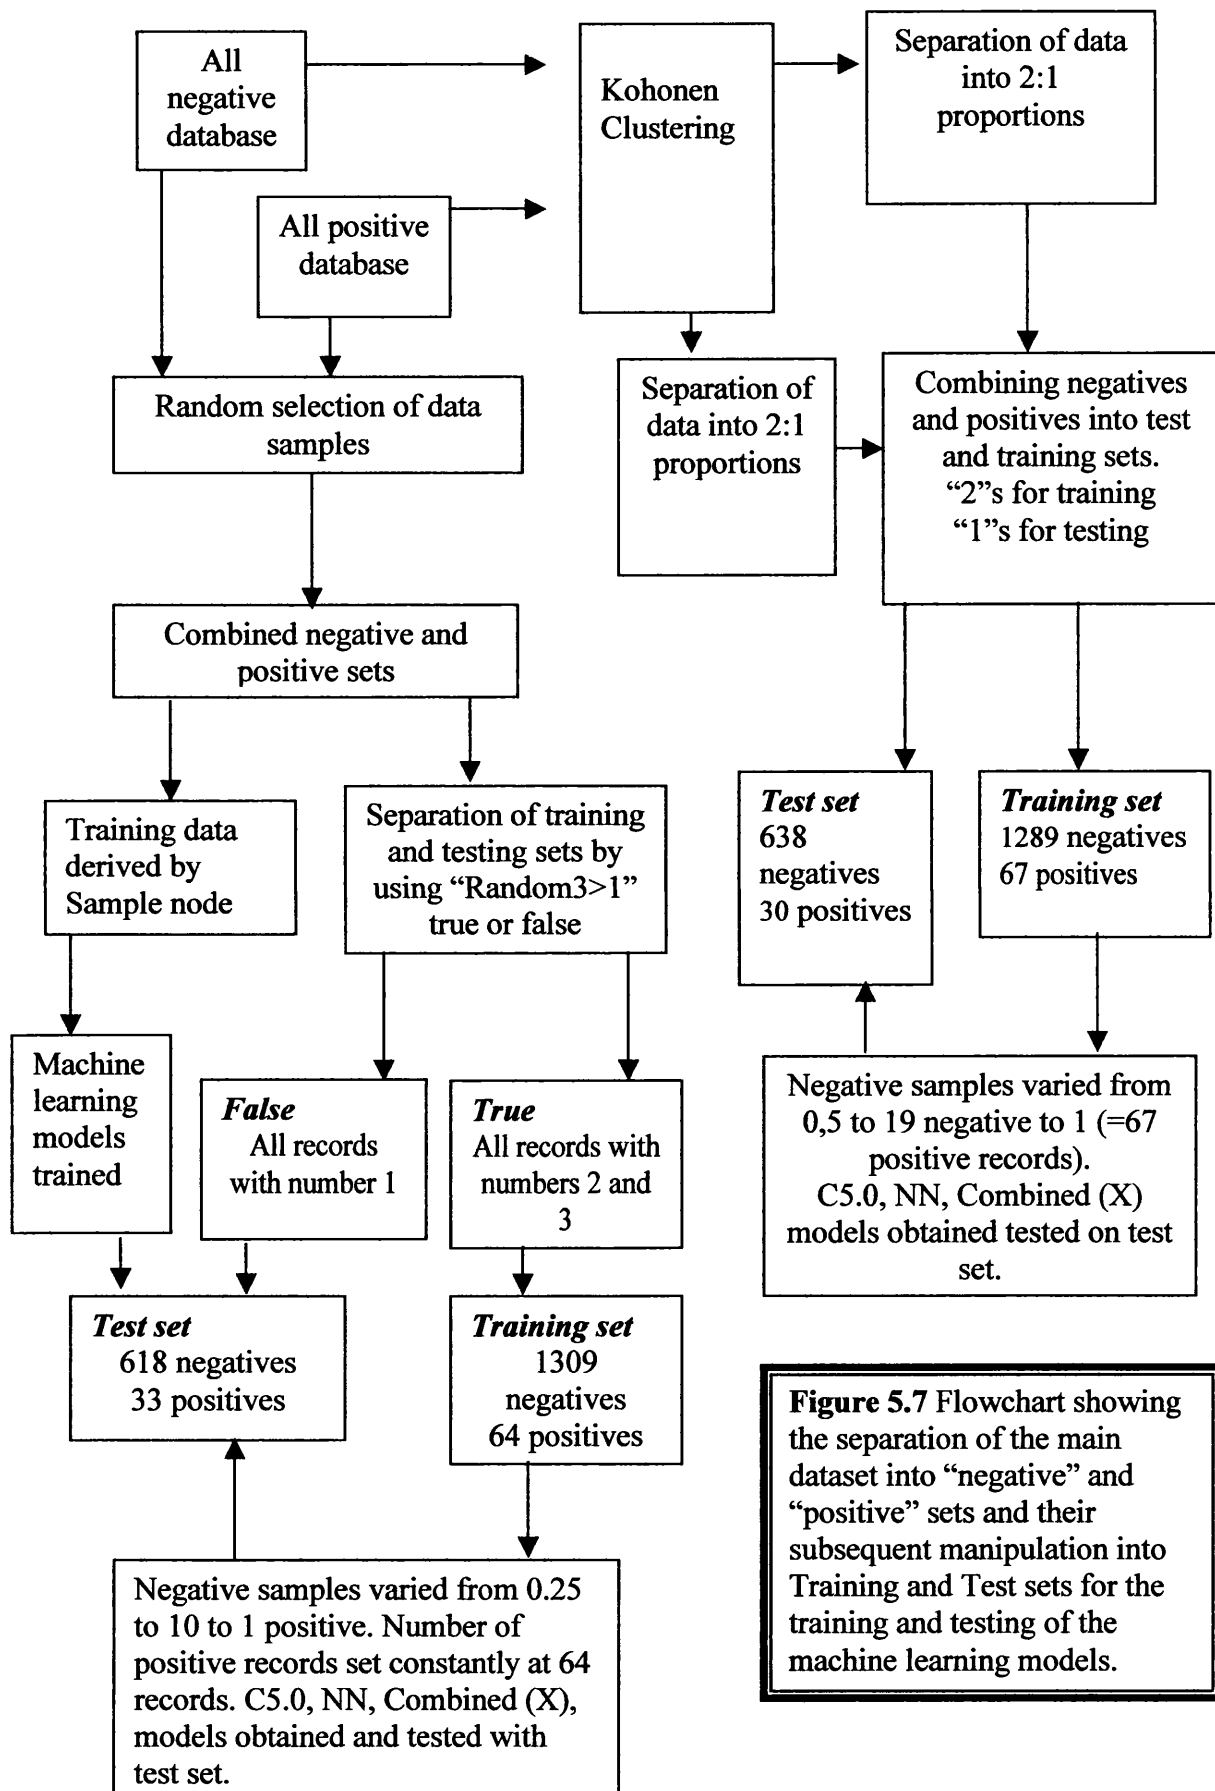 All
negative
database
Kohonen
Clustering
Separation of data
into 2:1
proportions
All positive
database
Random selection of data
samples
Separation of
data into 2:1
proportions
Combining negatives
and positives into test
and training sets.
“2”s for training
“1”s for testing
Combined negative and
positive sets
Training data
derived by
Sample node
Separation of training
and testing sets by
using “Random3>1”
true or false
Test set
638
negatives
30 positives
Training set
1289 negatives
67 positives
Machine
learning
models
trained
False
All records
with number 1
True
All records with
numbers 2 and
3
Negative samples varied from
0,5 to 19 negative to 1 (=67
positive records).
C5.0, NN, Combined (X)
models obtained tested on test
set.
Test set
618 negatives
33 positives
Training set
1309
negatives
64 positives
Negative samples varied from 0.25
to 10 to 1 positive. Number of
positive records set constantly at 64
records. C5.0, NN, Combined (X),
models obtained and tested with
test set.
Figure 5.7 Flowchart showing
the separation of the main
dataset into “negative” and
“positive” sets and their
subsequent manipulation into
Training and Test sets for the
training and testing of the
machine learning models.